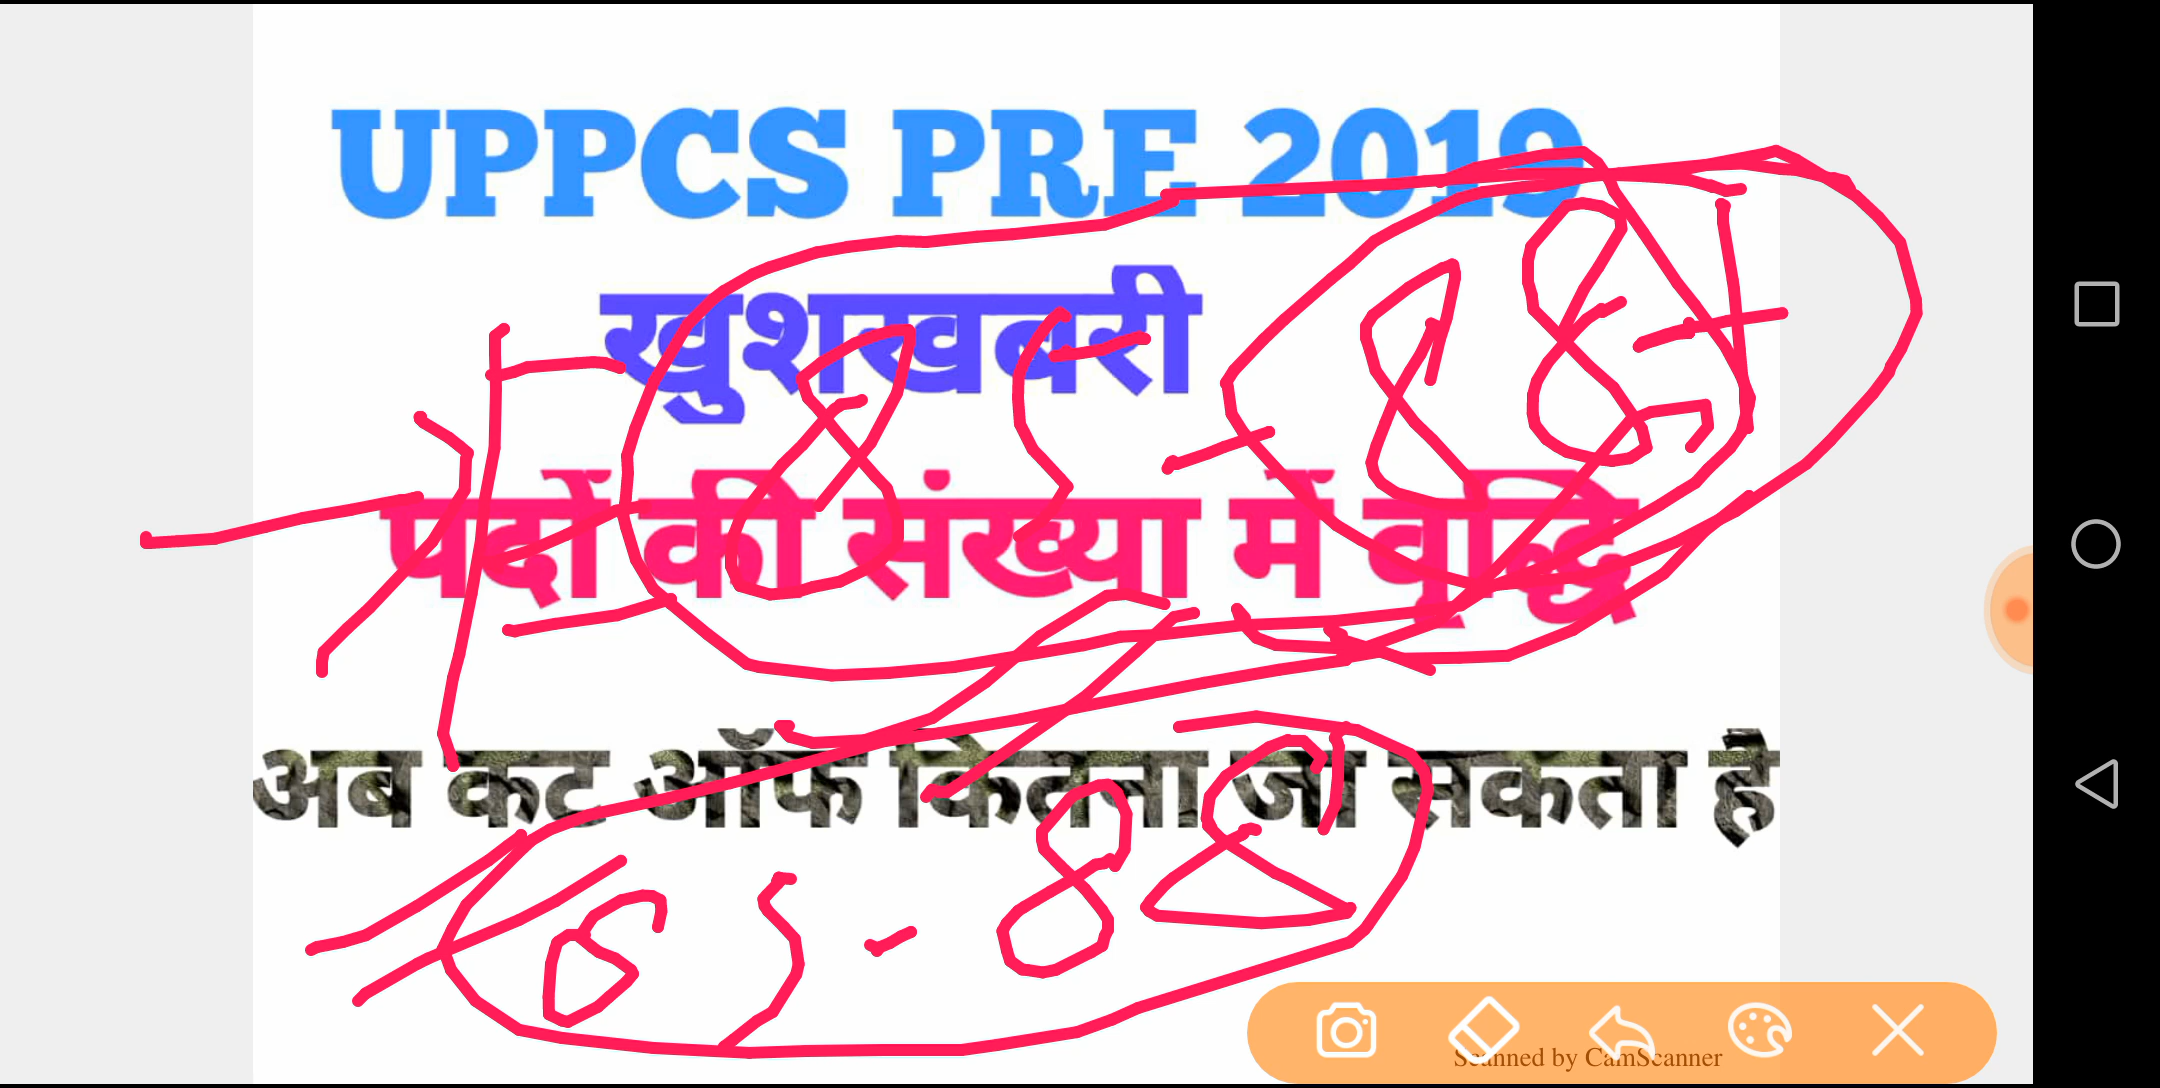 UPPCS PRE 2019
खुशखबरी
85 - 88
पदों की संख्या में वृद्धि
अब कट ऑफ कितना जा सकता है
65 - 88
Scanned by CamScanner